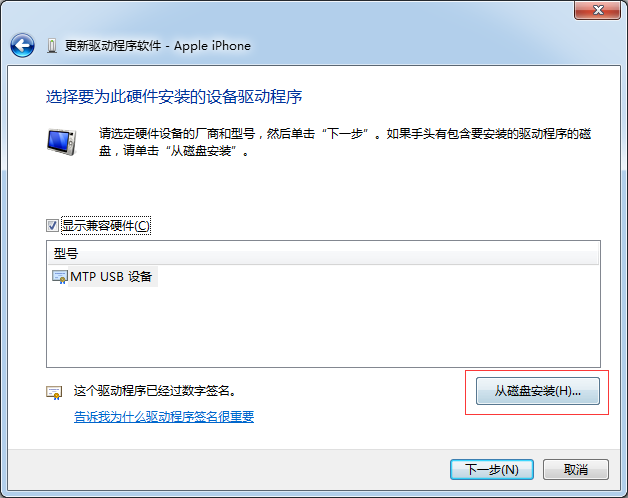 更新驱动程序软件 - Apple iPhone
选择要为此硬件安装的设备驱动程序
请选定硬件设备的厂商和型号，然后单击“下一步”。如果手头有包含要安装的驱动程序的磁
盘，请单击“从磁盘安装”。
显示兼容硬件(C)
型号
MTP USB 设备
这个驱动程序已经过数字签名。
从磁盘安装(H)...
告诉我为什么驱动程序签名很重要
下一步(N)
取消